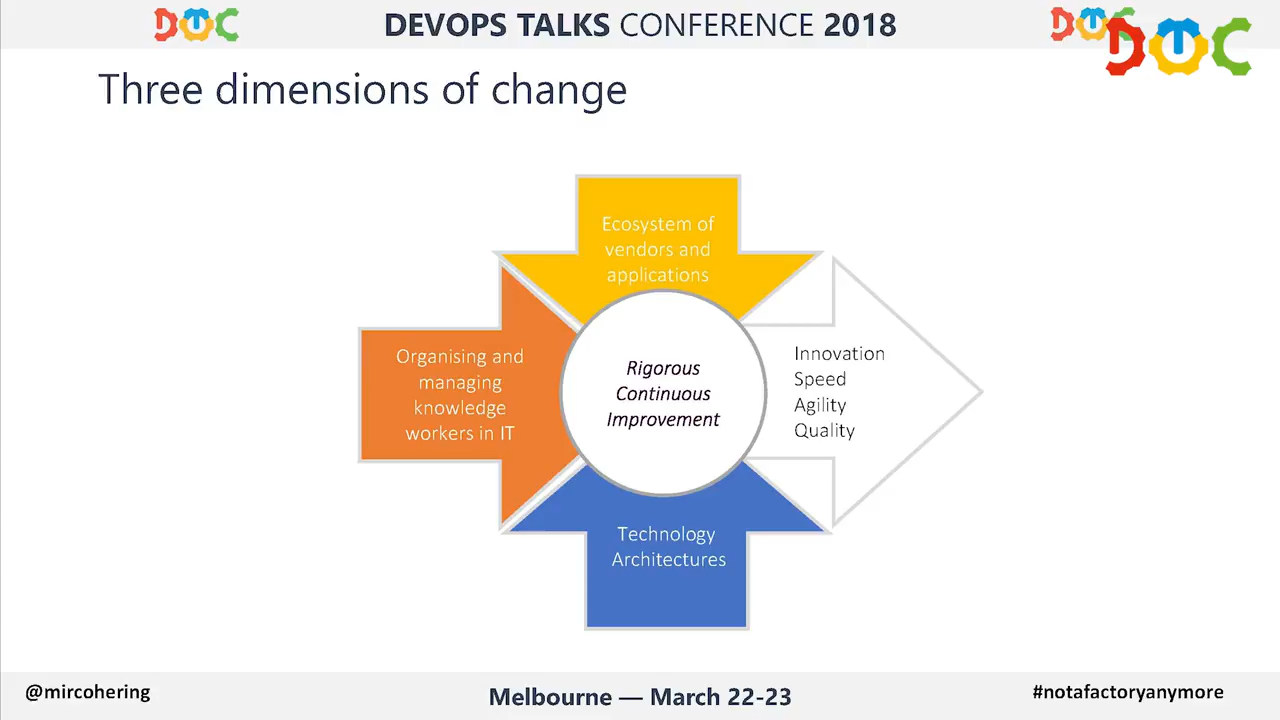 DOC
DEVOPS TALKS CONFERENCE 2018
DOC
DOC
Three dimensions of change
Ecosystem of
vendors and
applications
Organising and
managing
knowledge
workers in IT
Rigorous
Continuous
Improvement
Innovation
Speed
Agility
Quality
Technology
Architectures
@mircohering
Melbourne — March 22-23
#notafactoryanymore